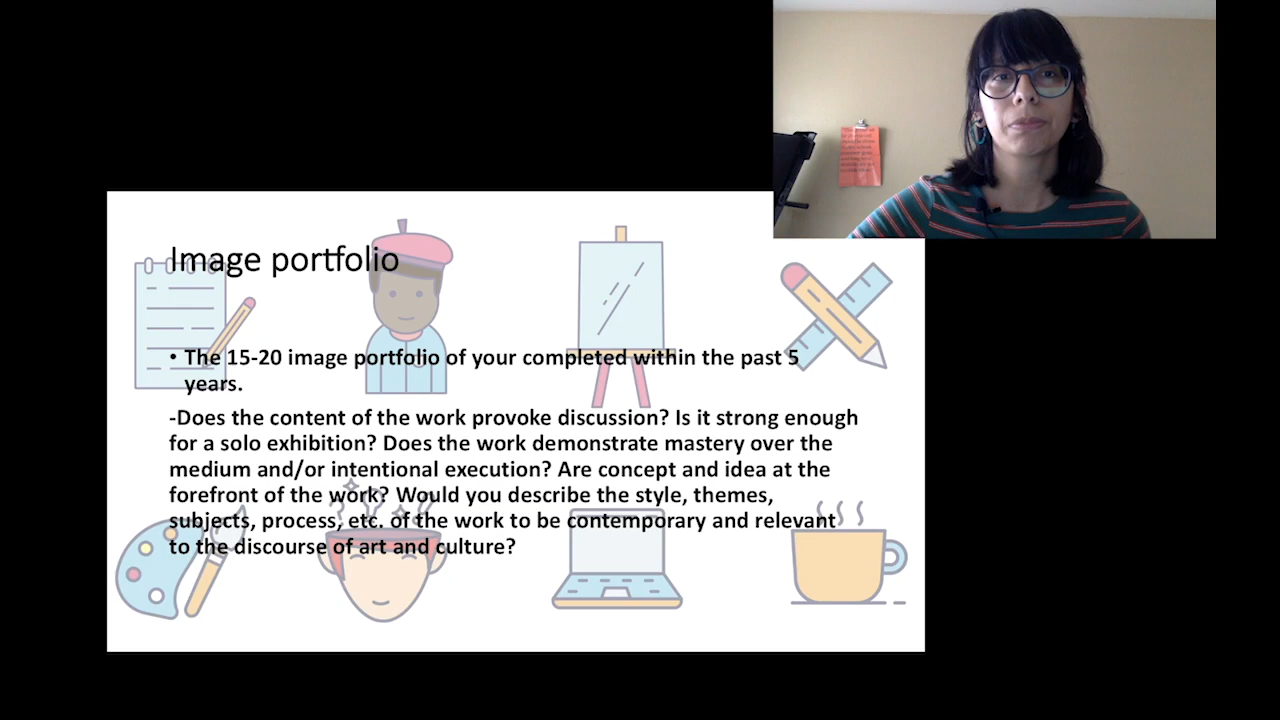 Image portfolio
• The 15-20 image portfolio of your completed within the past 5
years.
-Does the content of the work provoke discussion? Is it strong enough
for a solo exhibition? Does the work demonstrate mastery over the
medium and/or intentional execution? Are concept and idea at the
forefront of the work? Would you describe the style, themes,
subjects, process, etc. of the work to be contemporary and relevant
to the discourse of art and culture?